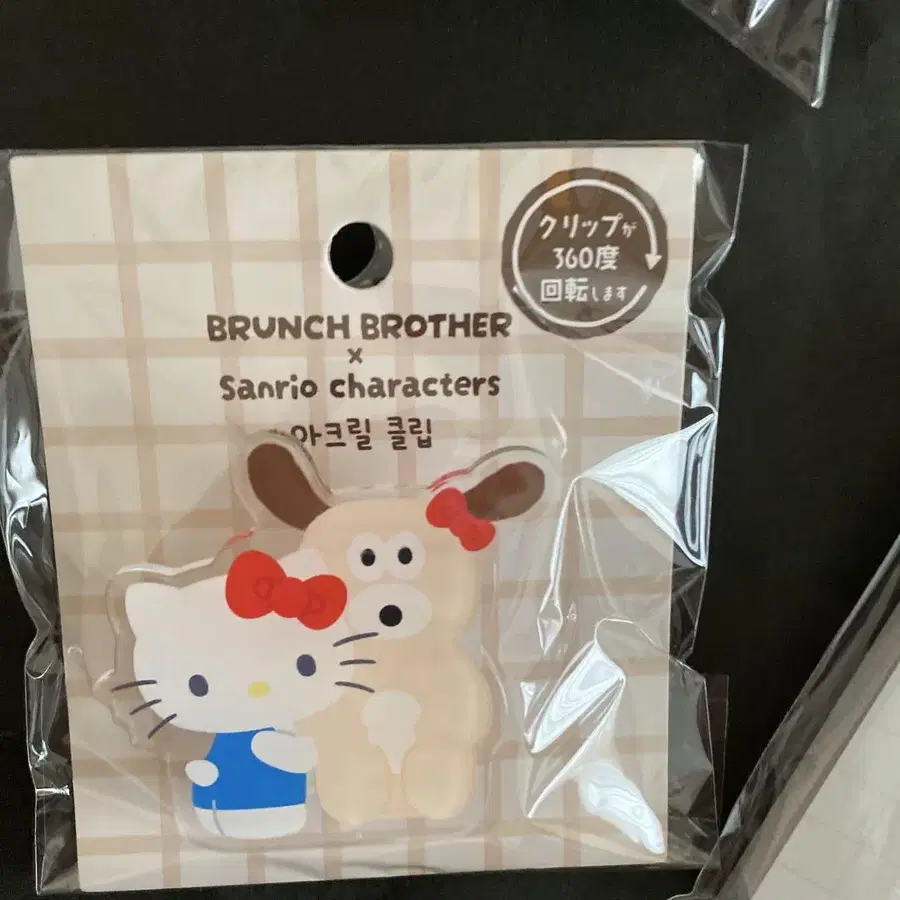 クリップが
360度
回転します
BRUNCH BROTHER
×
Sanrio characters
아크릴 클립